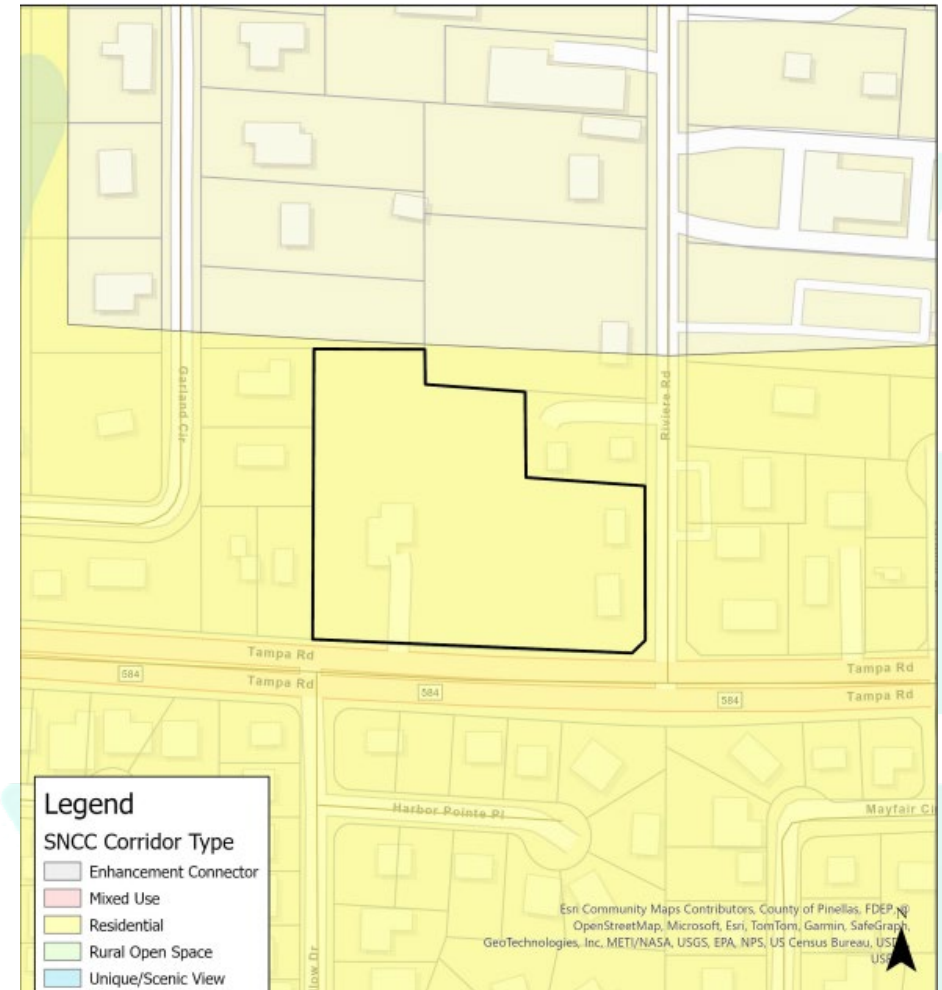 Garland Cir
Riviere Rd
Tampa Rd
Tampa Rd
584
584
584
Tampa Rd
Tampa Rd
Harbor Pointe Pl
Mayfair Ci
low Dr
Legend
SNCC Corridor Type
Enhancement Connector
Mixed Use
Residential
Rural Open Space
Unique/Scenic View
Esri Community Maps Contributors, County of Pinellas, FDEP, ©
OpenStreetMap, Microsoft, Esri, TomTom, Garmin, SafeGraph,
GeoTechnologies, Inc, METI/NASA, USGS, EPA, NPS, US Census Bureau,
N